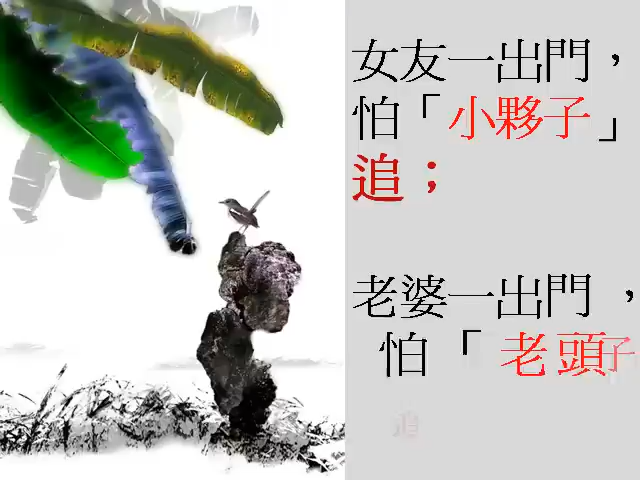 女友一出門，
怕「小夥子」
追；
老婆一出門，
怕「老頭子
追